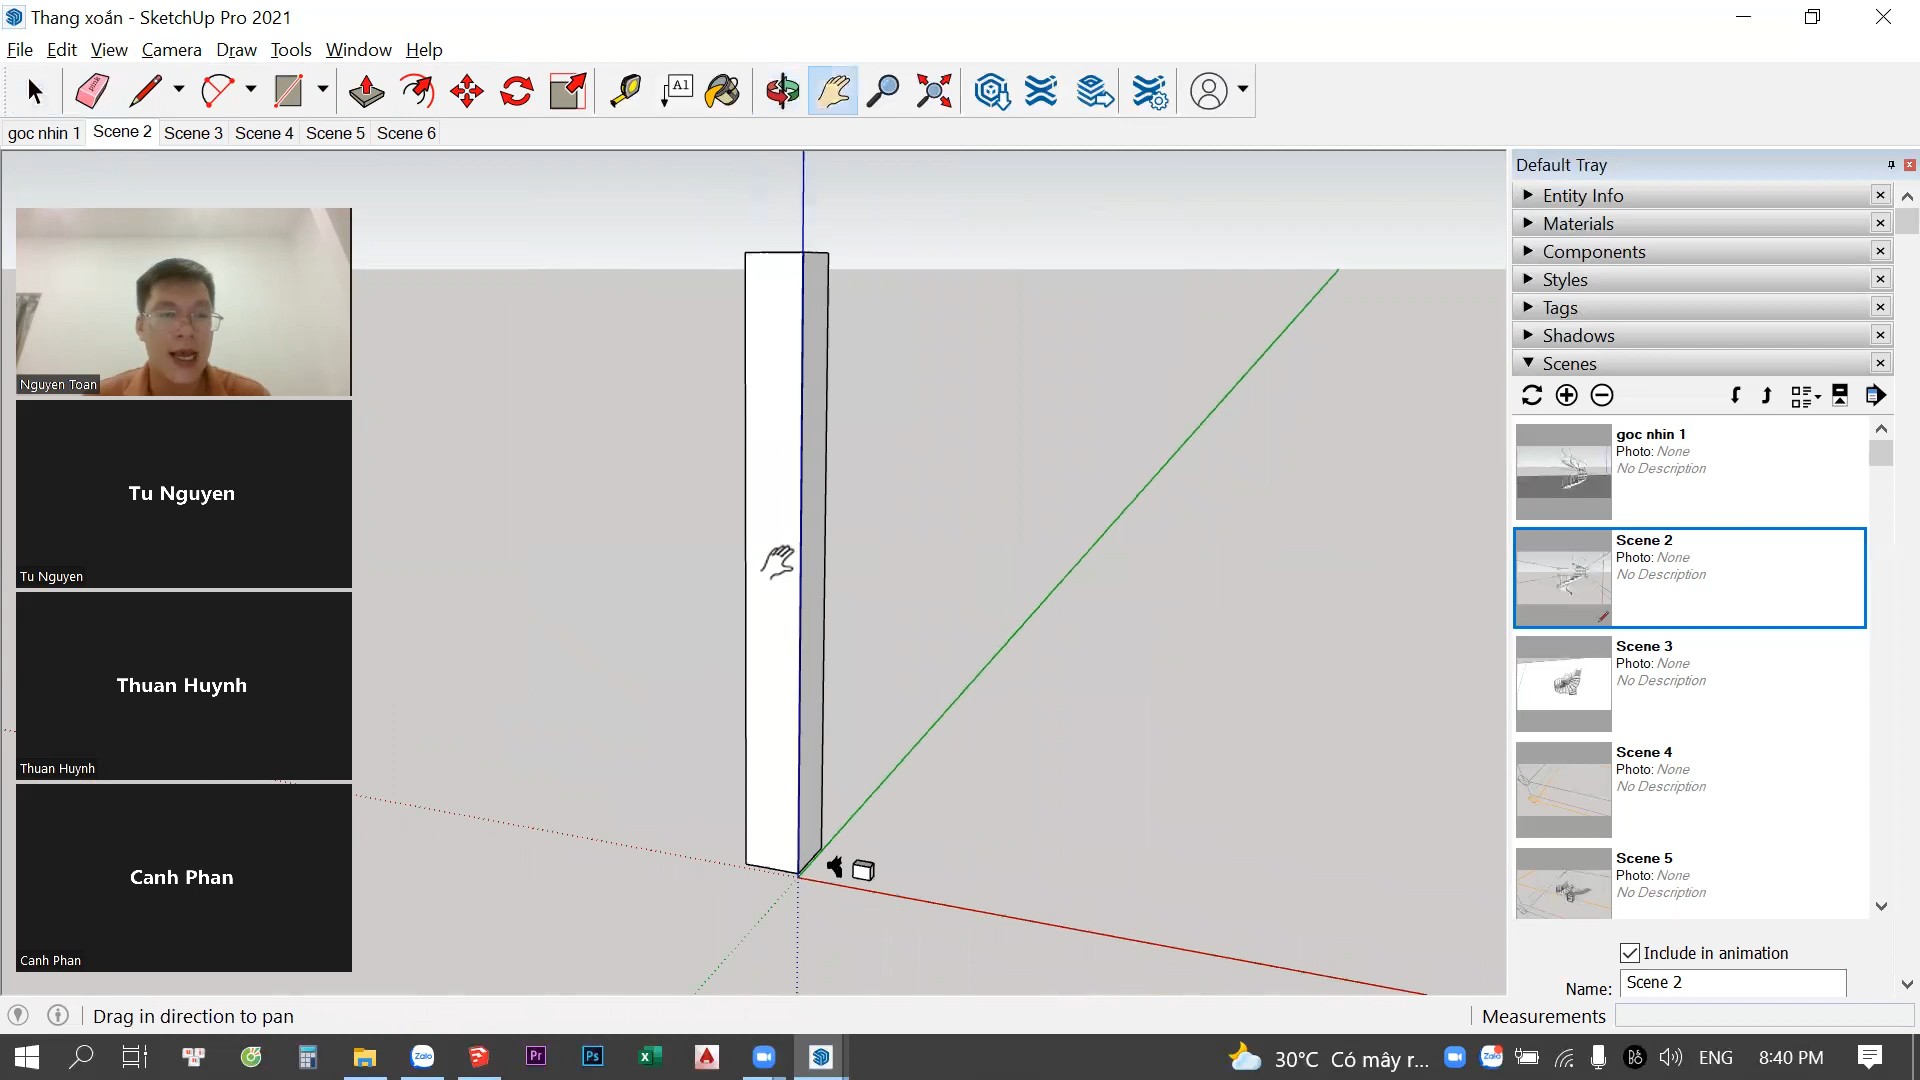 Thang xoắn - SketchUp Pro 2021
File Edit View Camera Draw Tools Window Help
A1
goc nhin 1 Scene 2 Scene 3 Scene 4 Scene 5 Scene 6
Default Tray
Entity Info
Materials
Components
Styles
Tags
Shadows
Scenes
goc nhin 1
Photo: None
No Description
Scene 2
Photo: None
No Description
Scene 3
Photo: None
No Description
Scene 4
Photo: None
No Description
Scene 5
Photo: None
No Description
Include in animation
Name: Scene 2
Nguyen Toan
Tu Nguyen
Tu Nguyen
Thuan Huynh
Thuan Huynh
Canh Phan
Canh Phan
Drag in direction to pan
Measurements
Zalo
Pr
Ps
30°C Có mây r...
Zalo
ENG
8:40 PM